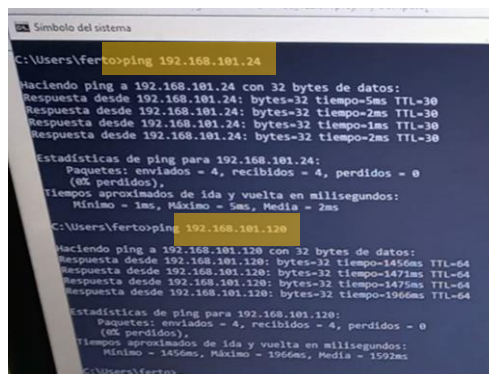 Símbolo del sistema
C:\Users\ferto>ping 192.168.101.24
Haciendo ping a 192.168.101.24 con 32 bytes de datos:
Respuesta desde 192.168.101.24: bytes=32 tiempo=5ms TTL=30
Respuesta desde 192.168.101.24: bytes=32 tiempo=2ms TTL=30
Respuesta desde 192.168.101.24: bytes=32 tiempo=1ms TTL=30
Respuesta desde 192.168.101.24: bytes=32 tiempo=2ms TTL=30
Estadísticas de ping para 192.168.101.24:
Paquetes: enviados = 4, recibidos = 4, perdidos = 0
(0% perdidos),
Tiempos aproximados de ida y vuelta en milisegundos:
Mínimo = 1ms, Máximo = 5ms, Media = 2ms
C:\Users\ferto>ping 192.168.101.120
Haciendo ping a 192.168.101.120 con 32 bytes de datos:
Respuesta desde 192.168.101.120: bytes=32 tiempo=1456ms TTL=64
Respuesta desde 192.168.101.120: bytes=32 tiempo=1471ms TTL=64
Respuesta desde 192.168.101.120: bytes=32 tiempo=1475ms TTL=64
Respuesta desde 192.168.101.120: bytes=32 tiempo=1966ms TTL=64
Estadísticas de ping para 192.168.101.120:
Paquetes: enviados = 4, recibidos = 4, perdidos = 0
(0% perdidos),
Tiempos aproximados de ida y vuelta en milisegundos:
Mínimo = 1456ms, Máximo = 1966ms, Media = 1592ms
C:\Users\ferto>